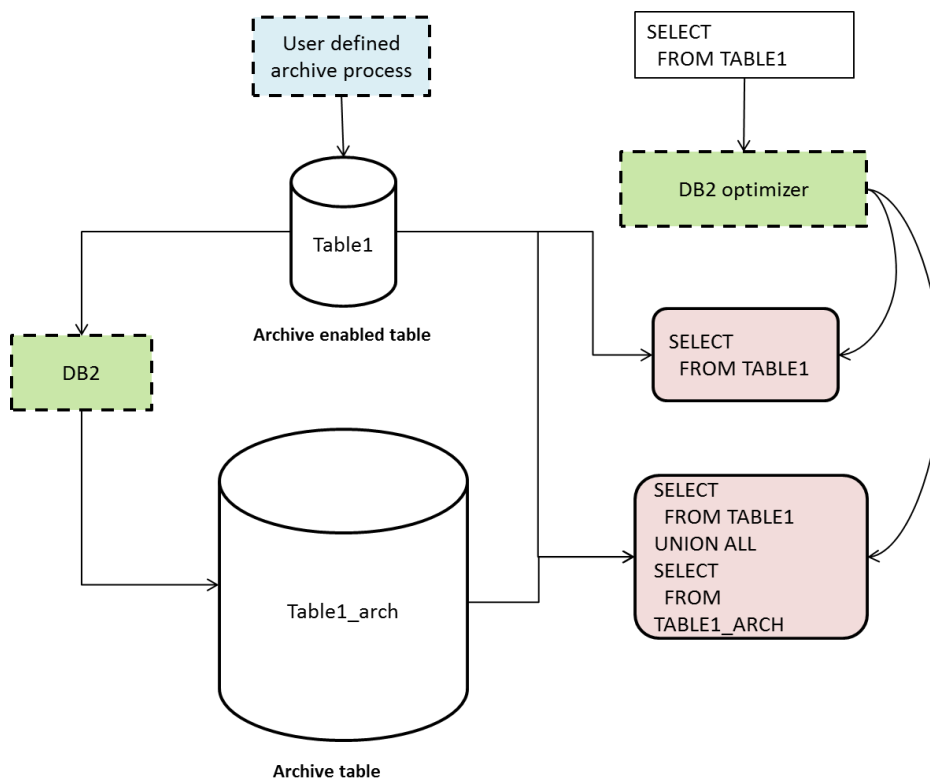 User defined
archive process
SELECT
FROM TABLE1
DB2 optimizer
Table1
Archive enabled table
SELECT
FROM TABLE1
DB2
SELECT
FROM TABLE1
UNION ALL
SELECT
FROM
TABLE1_ARCH
Table1_arch
Archive table